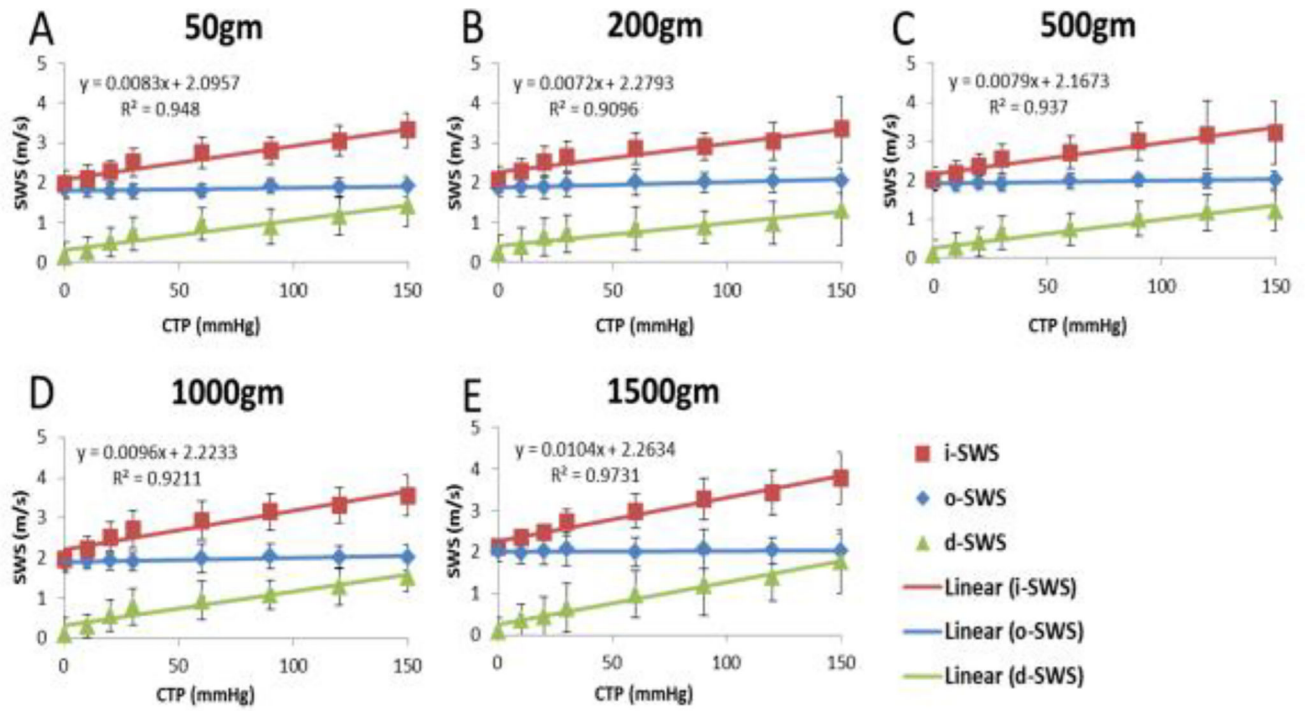 A
50gm
y = 0.0083x + 2.0957
R² = 0.948
SWS (m/s)
5
4
3
2
1
0
0 50 100 150
CTP (mmHg)
B
200gm
y = 0.0072x + 2.2793
R² = 0.9096
SWS (m/s)
5
4
3
2
1
0
0 50 100 150
CTP (mmHg)
C
500gm
y = 0.0079x + 2.1673
R² = 0.937
SWS (m/s)
5
4
3
2
1
0
0 50 100 150
CTP (mmHg)
D
1000gm
y = 0.0096x + 2.2233
R² = 0.9211
SWS (m/s)
5
4
3
2
1
0
0 50 100 150
CTP (mmHg)
E
1500gm
y = 0.0104x + 2.2634
R² = 0.9731
SWS (m/s)
5
4
3
2
1
0
0 50 100 150
CTP (mmHg)
i-SWS
o-SWS
d-SWS
Linear (i-SWS)
Linear (o-SWS)
Linear (d-SWS)